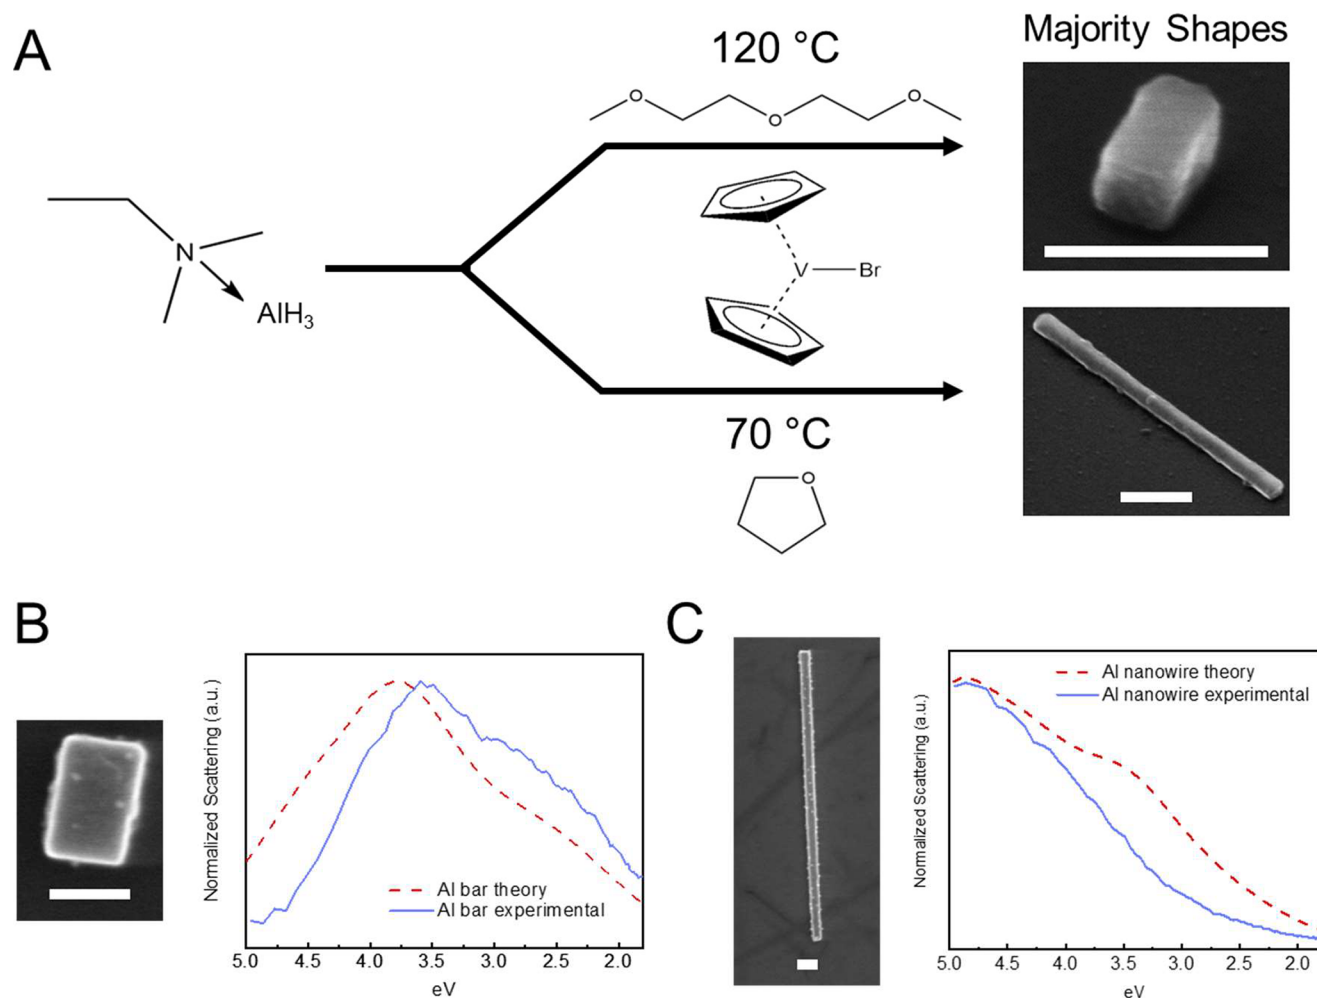 A
120 °C
Majority Shapes
O
O
O
N
AlH3
V
Br
70 °C
O
B
Normalized Scattering (a.u.)
Al bar theory
Al bar experimental
5.0 4.5 4.0 3.5 3.0 2.5 2.0
eV
C
Normalized Scattering (a.u.)
Al nanowire theory
Al nanowire experimental
5.0 4.5 4.0 3.5 3.0 2.5 2.0
eV